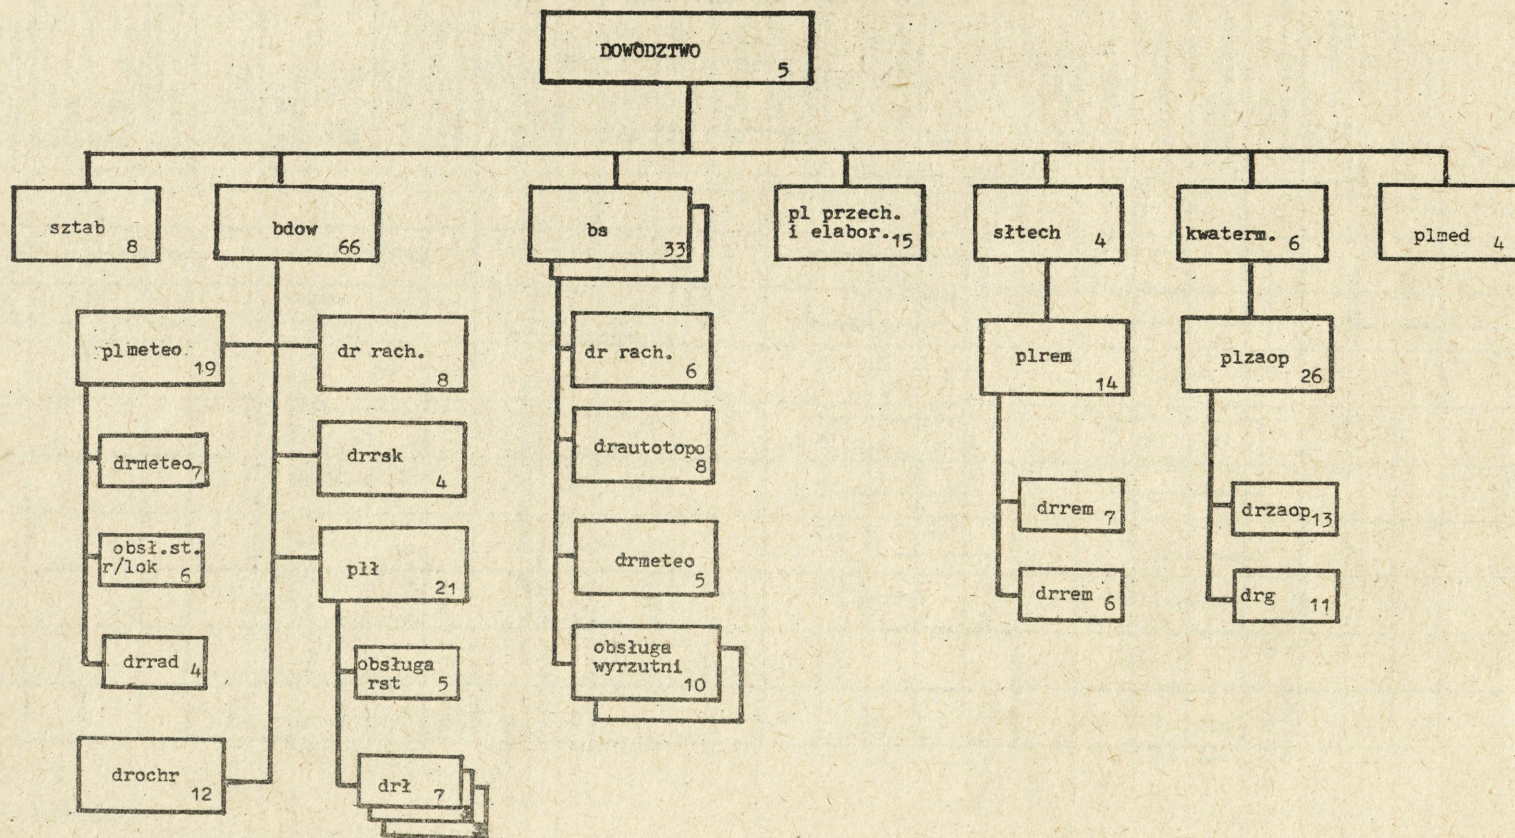 DOWÓDZTWO
5
sztab
8
bdow
66
bs
33
pl przech.
i elabor. 15
słtech 4
kwaterm. 6
plmed 4
plmeteo
19
dr rach.
8
drmeteo 7
drrsk
4
obsł.st.
r/lok 6
płł
21
drrad 4
obsługa
rst 5
drochr
12
drł 7
dr rach.
6
drautotopo
8
drmeteo
5
obsługa
wyrzutni
10
plrem
14
drrem 7
drrem 6
plzaop
26
drzaop 13
drg 11